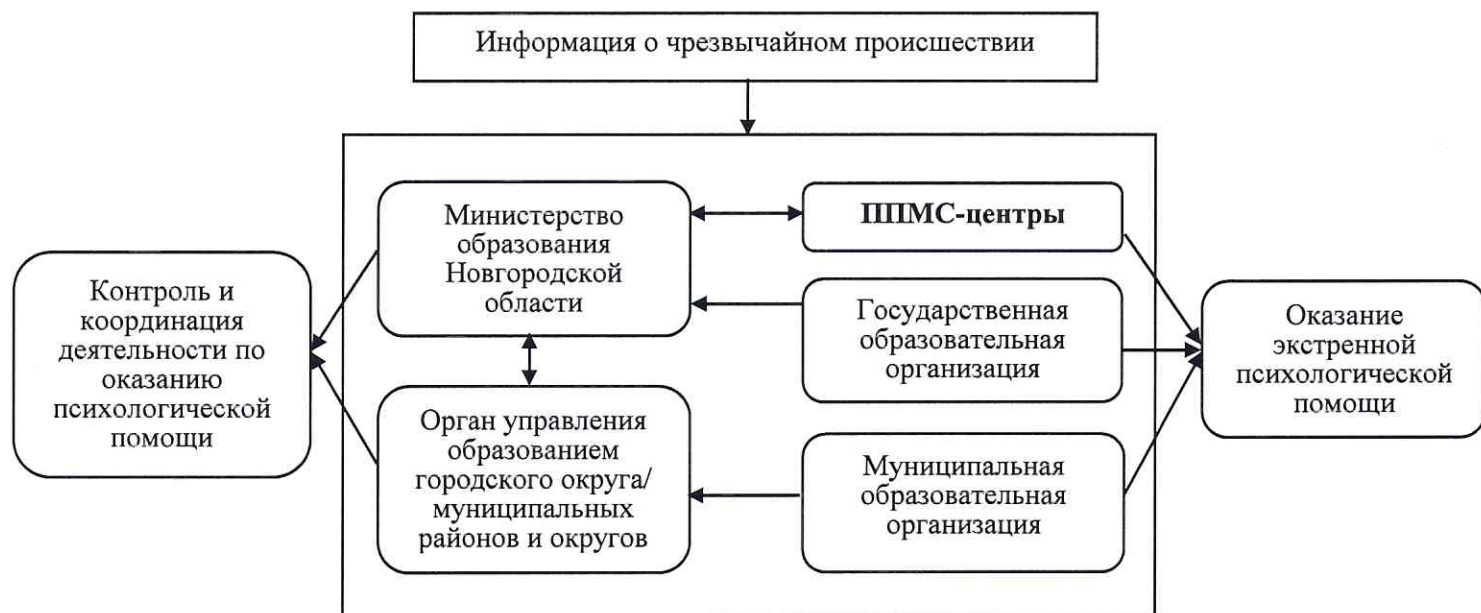 Информация о чрезвычайном происшествии
Министерство
образования
Новгородской
области
ППМС-центры
Контроль и
координация
деятельности по
оказанию
психологической
помощи
Государственная
образовательная
организация
Оказание
экстренной
психологической
помощи
Орган управления
образованием
городского округа/
муниципальных
районов и округов
Муниципальная
образовательная
организация